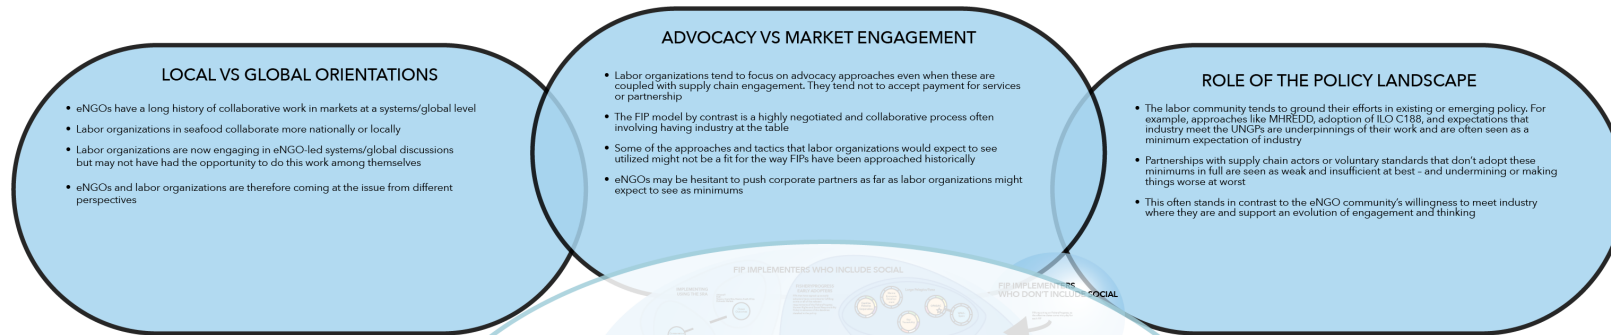 LOCAL VS GLOBAL ORIENTATIONS
• eNGOs have a long history of collaborative work in markets at a systems/global level
• Labor organizations in seafood collaborate more nationally or locally
• Labor organizations are now engaging in eNGO-led systems/global discussions
but may not have had the opportunity to do this work among themselves
• eNGOs and labor organizations are therefore coming at the issue from different
perspectives
ADVOCACY VS MARKET ENGAGEMENT
• Labor organizations tend to focus on advocacy approaches even when these are
coupled with supply chain engagement. They tend not to accept payment for services
or partnership
• The FIP model by contrast is a highly negotiated and collaborative process often
involving having industry at the table
• Some of the approaches and tactics that labor organizations would expect to see
utilized might not be a fit for the way FIPs have been approached historically
• eNGOs may be hesitant to push corporate partners as far as labor organizations might
expect to see as minimums
ROLE OF THE POLICY LANDSCAPE
• The labor community tends to ground their efforts in existing or emerging policy. For
example, approaches like MHREDD, adoption of ILO C188, and expectations that
industry meet the UNGPs are underpinnings of their work and are often seen as a
minimum expectation of industry
• Partnerships with supply chain actors or voluntary standards that don't adopt these
minimums in full are seen as weak and insufficient at best – and undermining or making
things worse at worst
• This often stands in contrast to the eNGO community's willingness to meet industry
where they are and support an evolution of engagement and thinking
FIP IMPLEMENTERS WHO INCLUDE SOCIAL
FIP IMPLEMENTERS
WHO DON'T INCLUDE SOCIAL